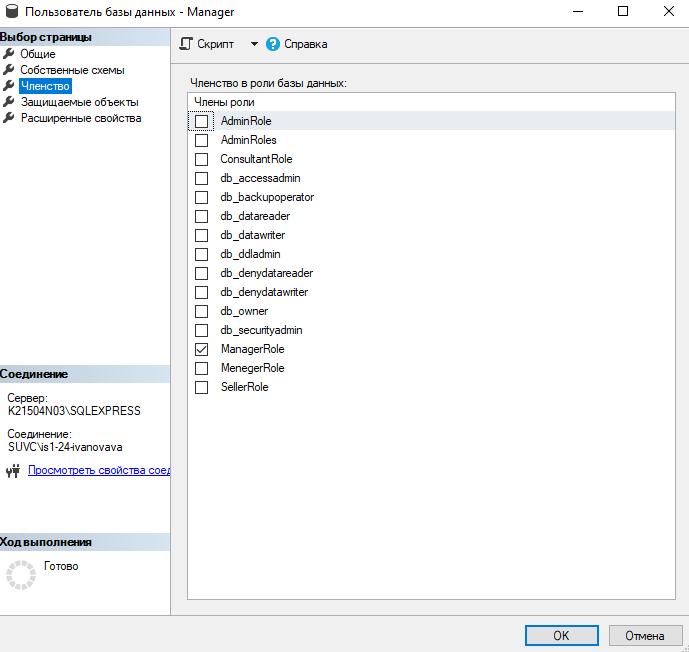 Пользователь базы данных - Manager
Выбор страницы
Общие
Собственные схемы
Членство
Защищаемые объекты
Расширенные свойства
Соединение
Сервер:
K21504N03\SQLEXPRESS
Соединение:
SUVC\is1-24-ivanovava
Просмотреть свойства соед
Ход выполнения
Готово
Скрипт
Справка
Членство в роли базы данных:
Члены роли
AdminRole
AdminRoles
ConsultantRole
db_accessadmin
db_backupoperator
db_datareader
db_datawriter
db_ddladmin
db_denydatareader
db_denydatawriter
db_owner
db_securityadmin
ManagerRole
MenegerRole
SellerRole
OK
Отмена